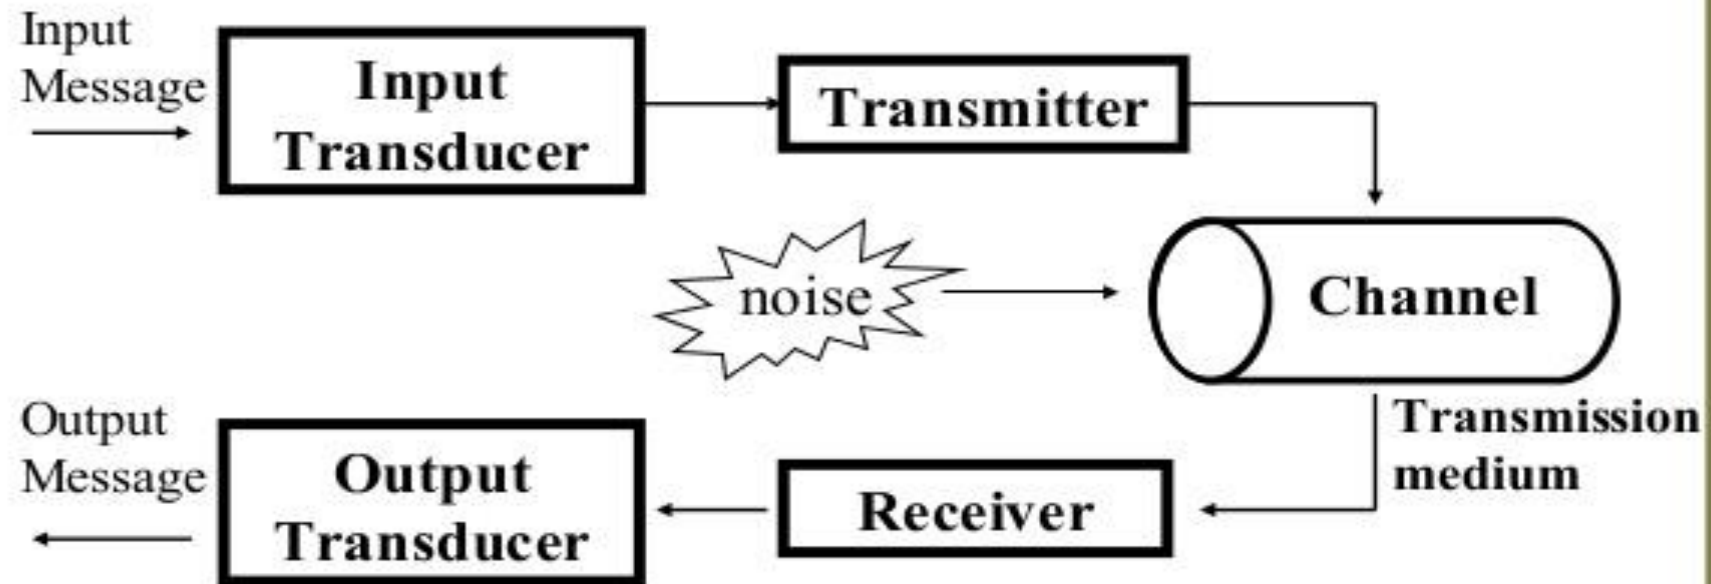 Input
Message
Input
Transducer
Transmitter
noise
Channel
Transmission
medium
Receiver
Output
Transducer
Output
Message